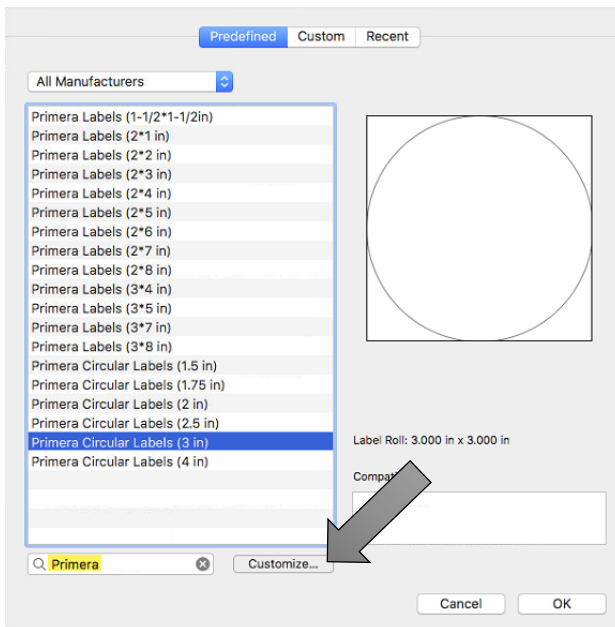 Predefined Custom Recent
All Manufacturers
Primera Labels (1-1/2*1-1/2in)
Primera Labels (2*1 in)
Primera Labels (2*2 in)
Primera Labels (2*3 in)
Primera Labels (2*4 in)
Primera Labels (2*5 in)
Primera Labels (2*6 in)
Primera Labels (2*7 in)
Primera Labels (2*8 in)
Primera Labels (3*4 in)
Primera Labels (3*5 in)
Primera Labels (3*7 in)
Primera Labels (3*8 in)
Primera Circular Labels (1.5 in)
Primera Circular Labels (1.75 in)
Primera Circular Labels (2 in)
Primera Circular Labels (2.5 in)
Primera Circular Labels (3 in)
Primera Circular Labels (4 in)
Label Roll: 3.000 in x 3.000 in
Primera
Customize...
Cancel OK